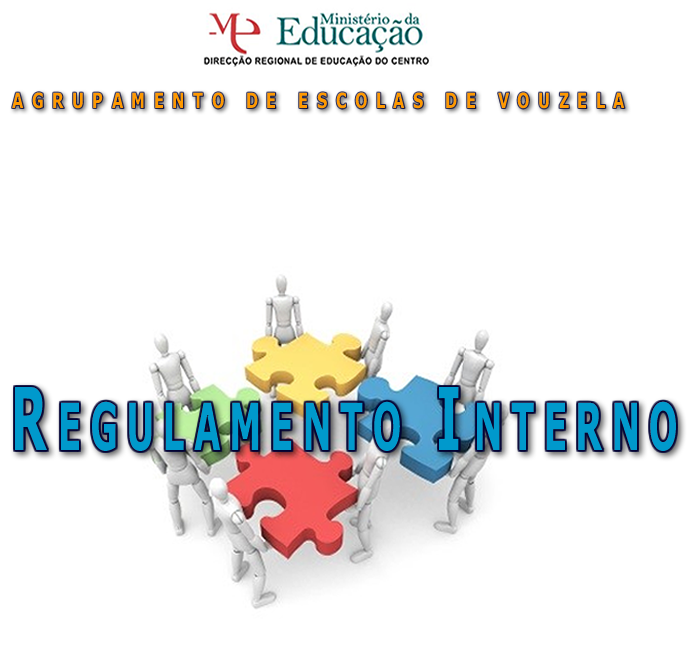 Ministério da
Educação
DIRECÇÃO REGIONAL DE EDUCAÇÃO DO CENTRO
AGRUPAMENTO DE ESCOLAS DE VOUZELA
REGULAMENTO INTERNO